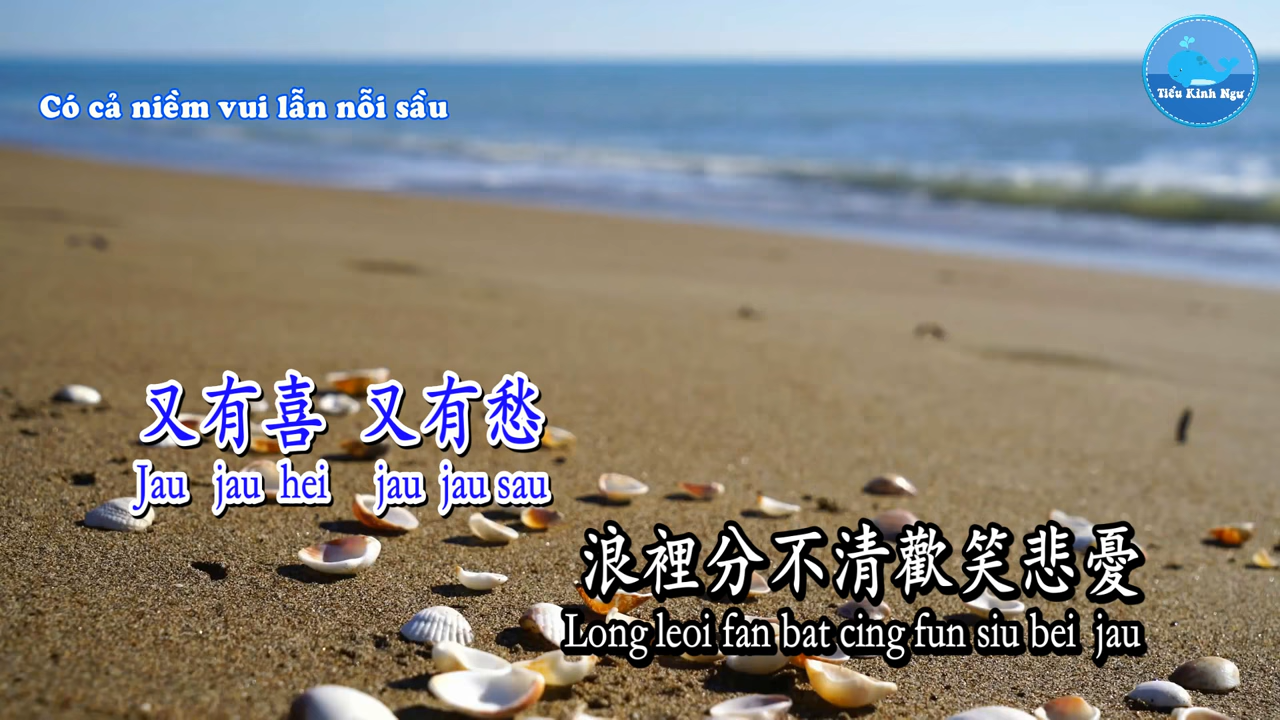 Có cả niềm vui lẫn nỗi sầu
Tiểu Kình Ngư
又有喜 又有愁
Jau jau hei jau jau sau
浪裡分不清歡笑悲憂
Long leoi fan bat cing fun siu bei jau